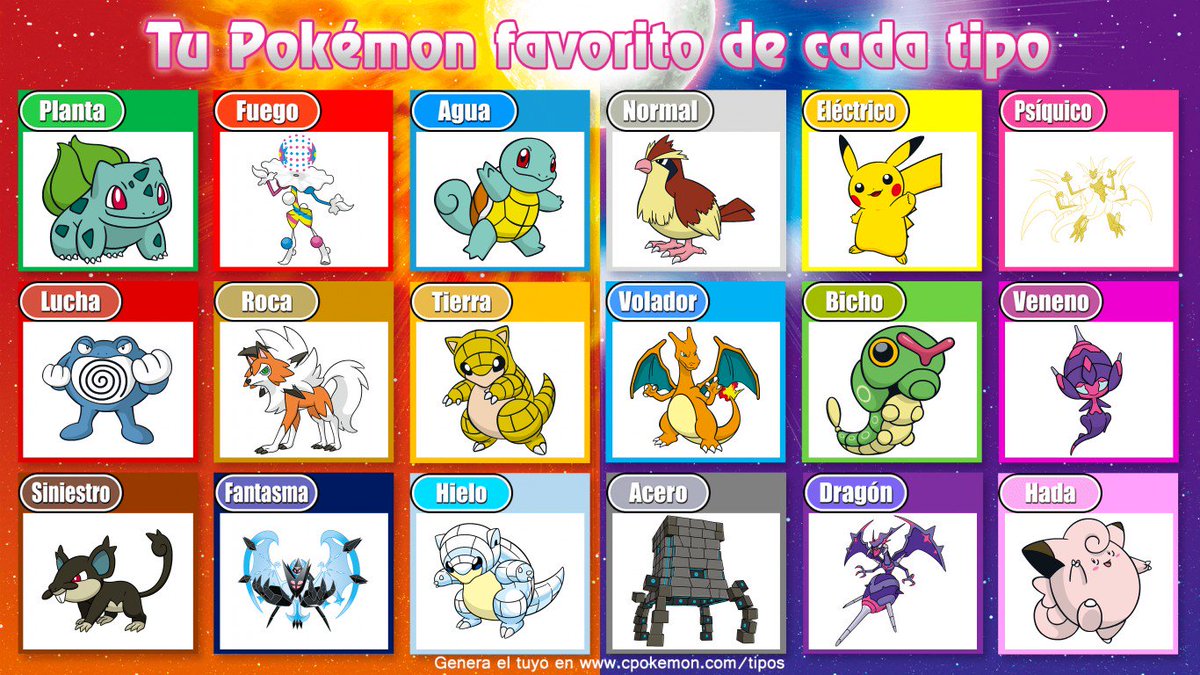 Tu Pokémon favorito de cada tipo
Planta
Fuego
Agua
Normal
Eléctrico
Psíquico
Lucha
Roca
Tierra
Volador
Bicho
Veneno
Siniestro
Fantasma
Hielo
Acero
Dragón
Hada
Genera el tuyo en www.cpokemon.com/tipos